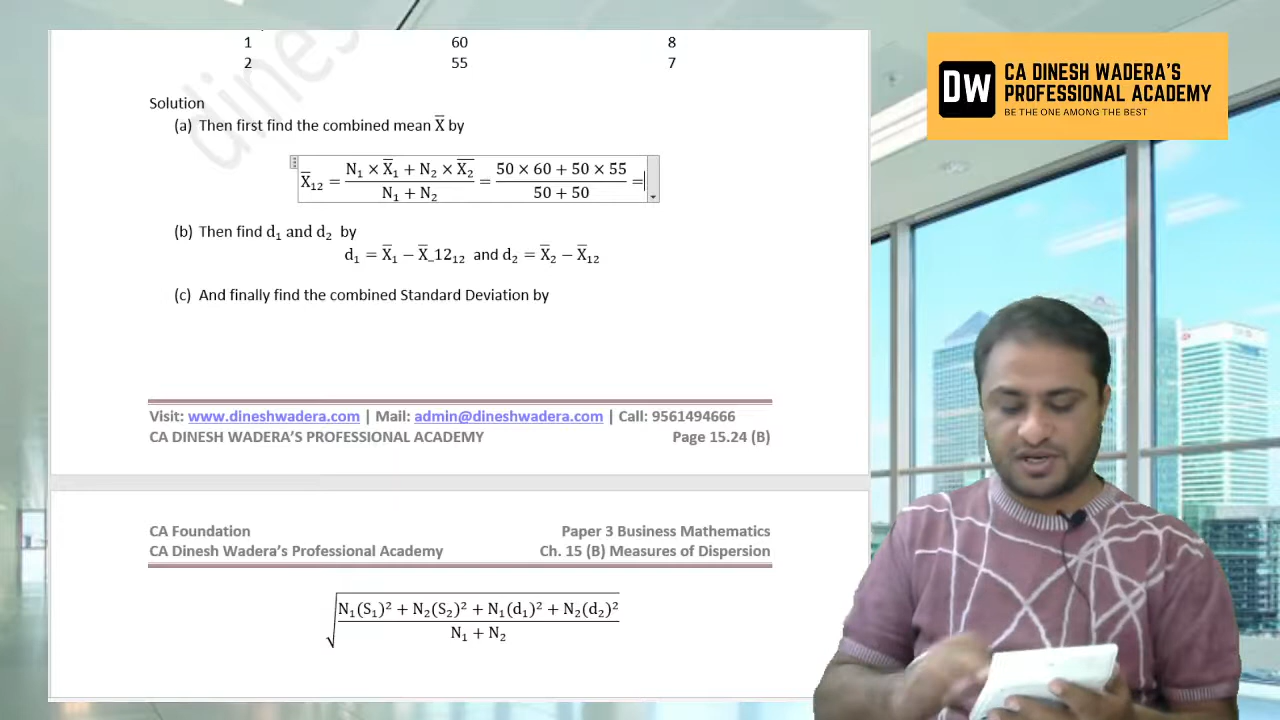 1 60 8
2 55 7
dines
Solution
(a) Then first find the combined mean X̅ by
X̅₁₂ = (N₁ × X̅₁ + N₂ × X̅₂)/(N₁ + N₂) = (50 × 60 + 50 × 55)/(50 + 50) =
(b) Then find d₁ and d₂ by
d₁ = X̅₁ − X̅_12₁₂ and d₂ = X̅₂ − X̅₁₂
(c) And finally find the combined Standard Deviation by
Visit: www.dineshwadera.com | Mail: admin@dineshwadera.com | Call: 9561494666
CA DINESH WADERA'S PROFESSIONAL ACADEMY Page 15.24 (B)
CA Foundation Paper 3 Business Mathematics
CA Dinesh Wadera's Professional Academy Ch. 15 (B) Measures of Dispersion
√((N₁(S₁)² + N₂(S₂)² + N₁(d₁)² + N₂(d₂)²)/(N₁ + N₂))
DW
CA DINESH WADERA'S
PROFESSIONAL ACADEMY
BE THE ONE AMONG THE BEST